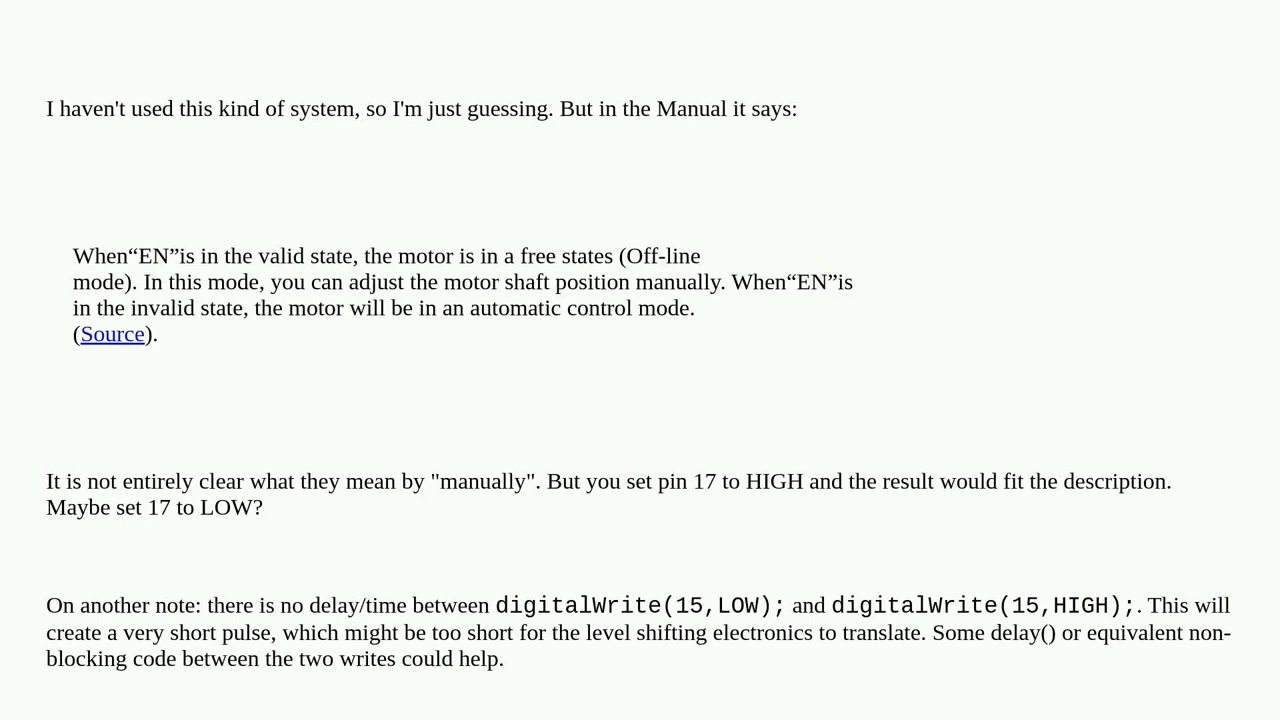 I haven't used this kind of system, so I'm just guessing. But in the Manual it says:
When“EN”is in the valid state, the motor is in a free states (Off-line
mode). In this mode, you can adjust the motor shaft position manually. When“EN”is
in the invalid state, the motor will be in an automatic control mode.
(Source).
It is not entirely clear what they mean by "manually". But you set pin 17 to HIGH and the result would fit the description.
Maybe set 17 to LOW?
On another note: there is no delay/time between digitalWrite(15,LOW); and digitalWrite(15,HIGH);. This will
create a very short pulse, which might be too short for the level shifting electronics to translate. Some delay() or equivalent non-
blocking code between the two writes could help.